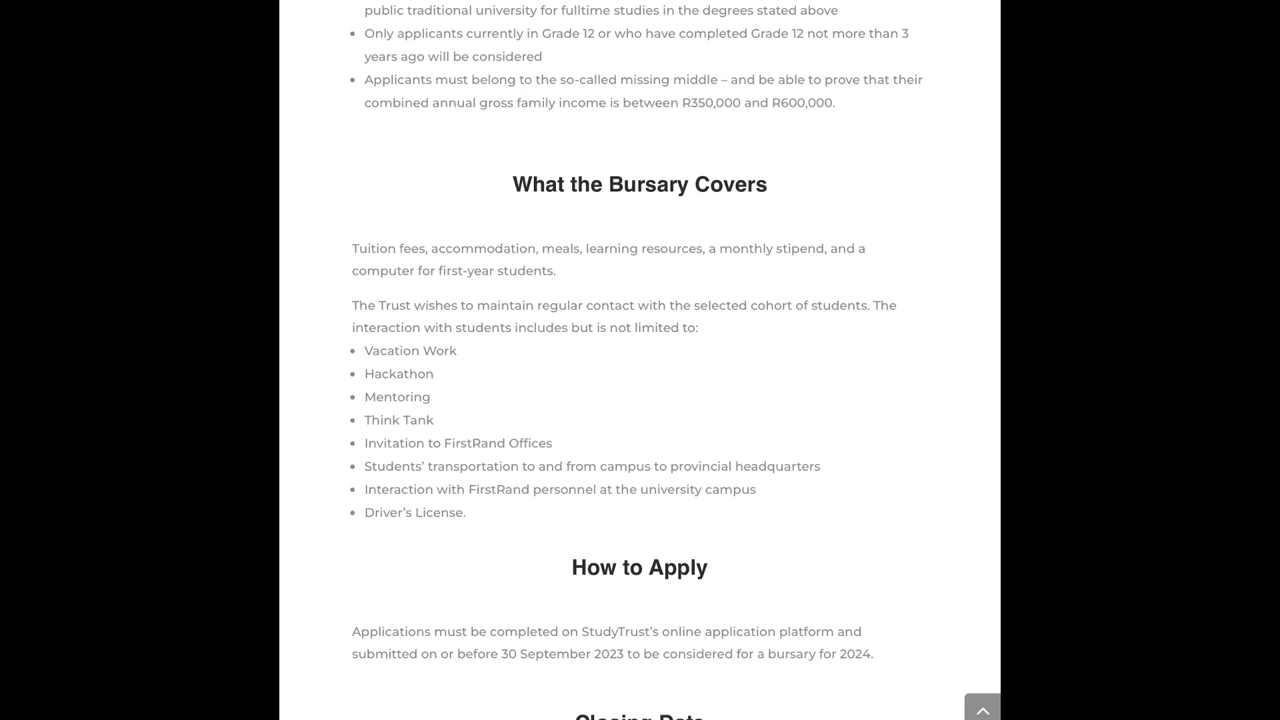 public traditional university for fulltime studies in the degrees stated above
• Only applicants currently in Grade 12 or who have completed Grade 12 not more than 3
years ago will be considered
• Applicants must belong to the so-called missing middle – and be able to prove that their
combined annual gross family income is between R350,000 and R600,000.
What the Bursary Covers
Tuition fees, accommodation, meals, learning resources, a monthly stipend, and a
computer for first-year students.
The Trust wishes to maintain regular contact with the selected cohort of students. The
interaction with students includes but is not limited to:
• Vacation Work
• Hackathon
• Mentoring
• Think Tank
• Invitation to FirstRand Offices
• Students’ transportation to and from campus to provincial headquarters
• Interaction with FirstRand personnel at the university campus
• Driver’s License.
How to Apply
Applications must be completed on StudyTrust’s online application platform and
submitted on or before 30 September 2023 to be considered for a bursary for 2024.
Closing Date